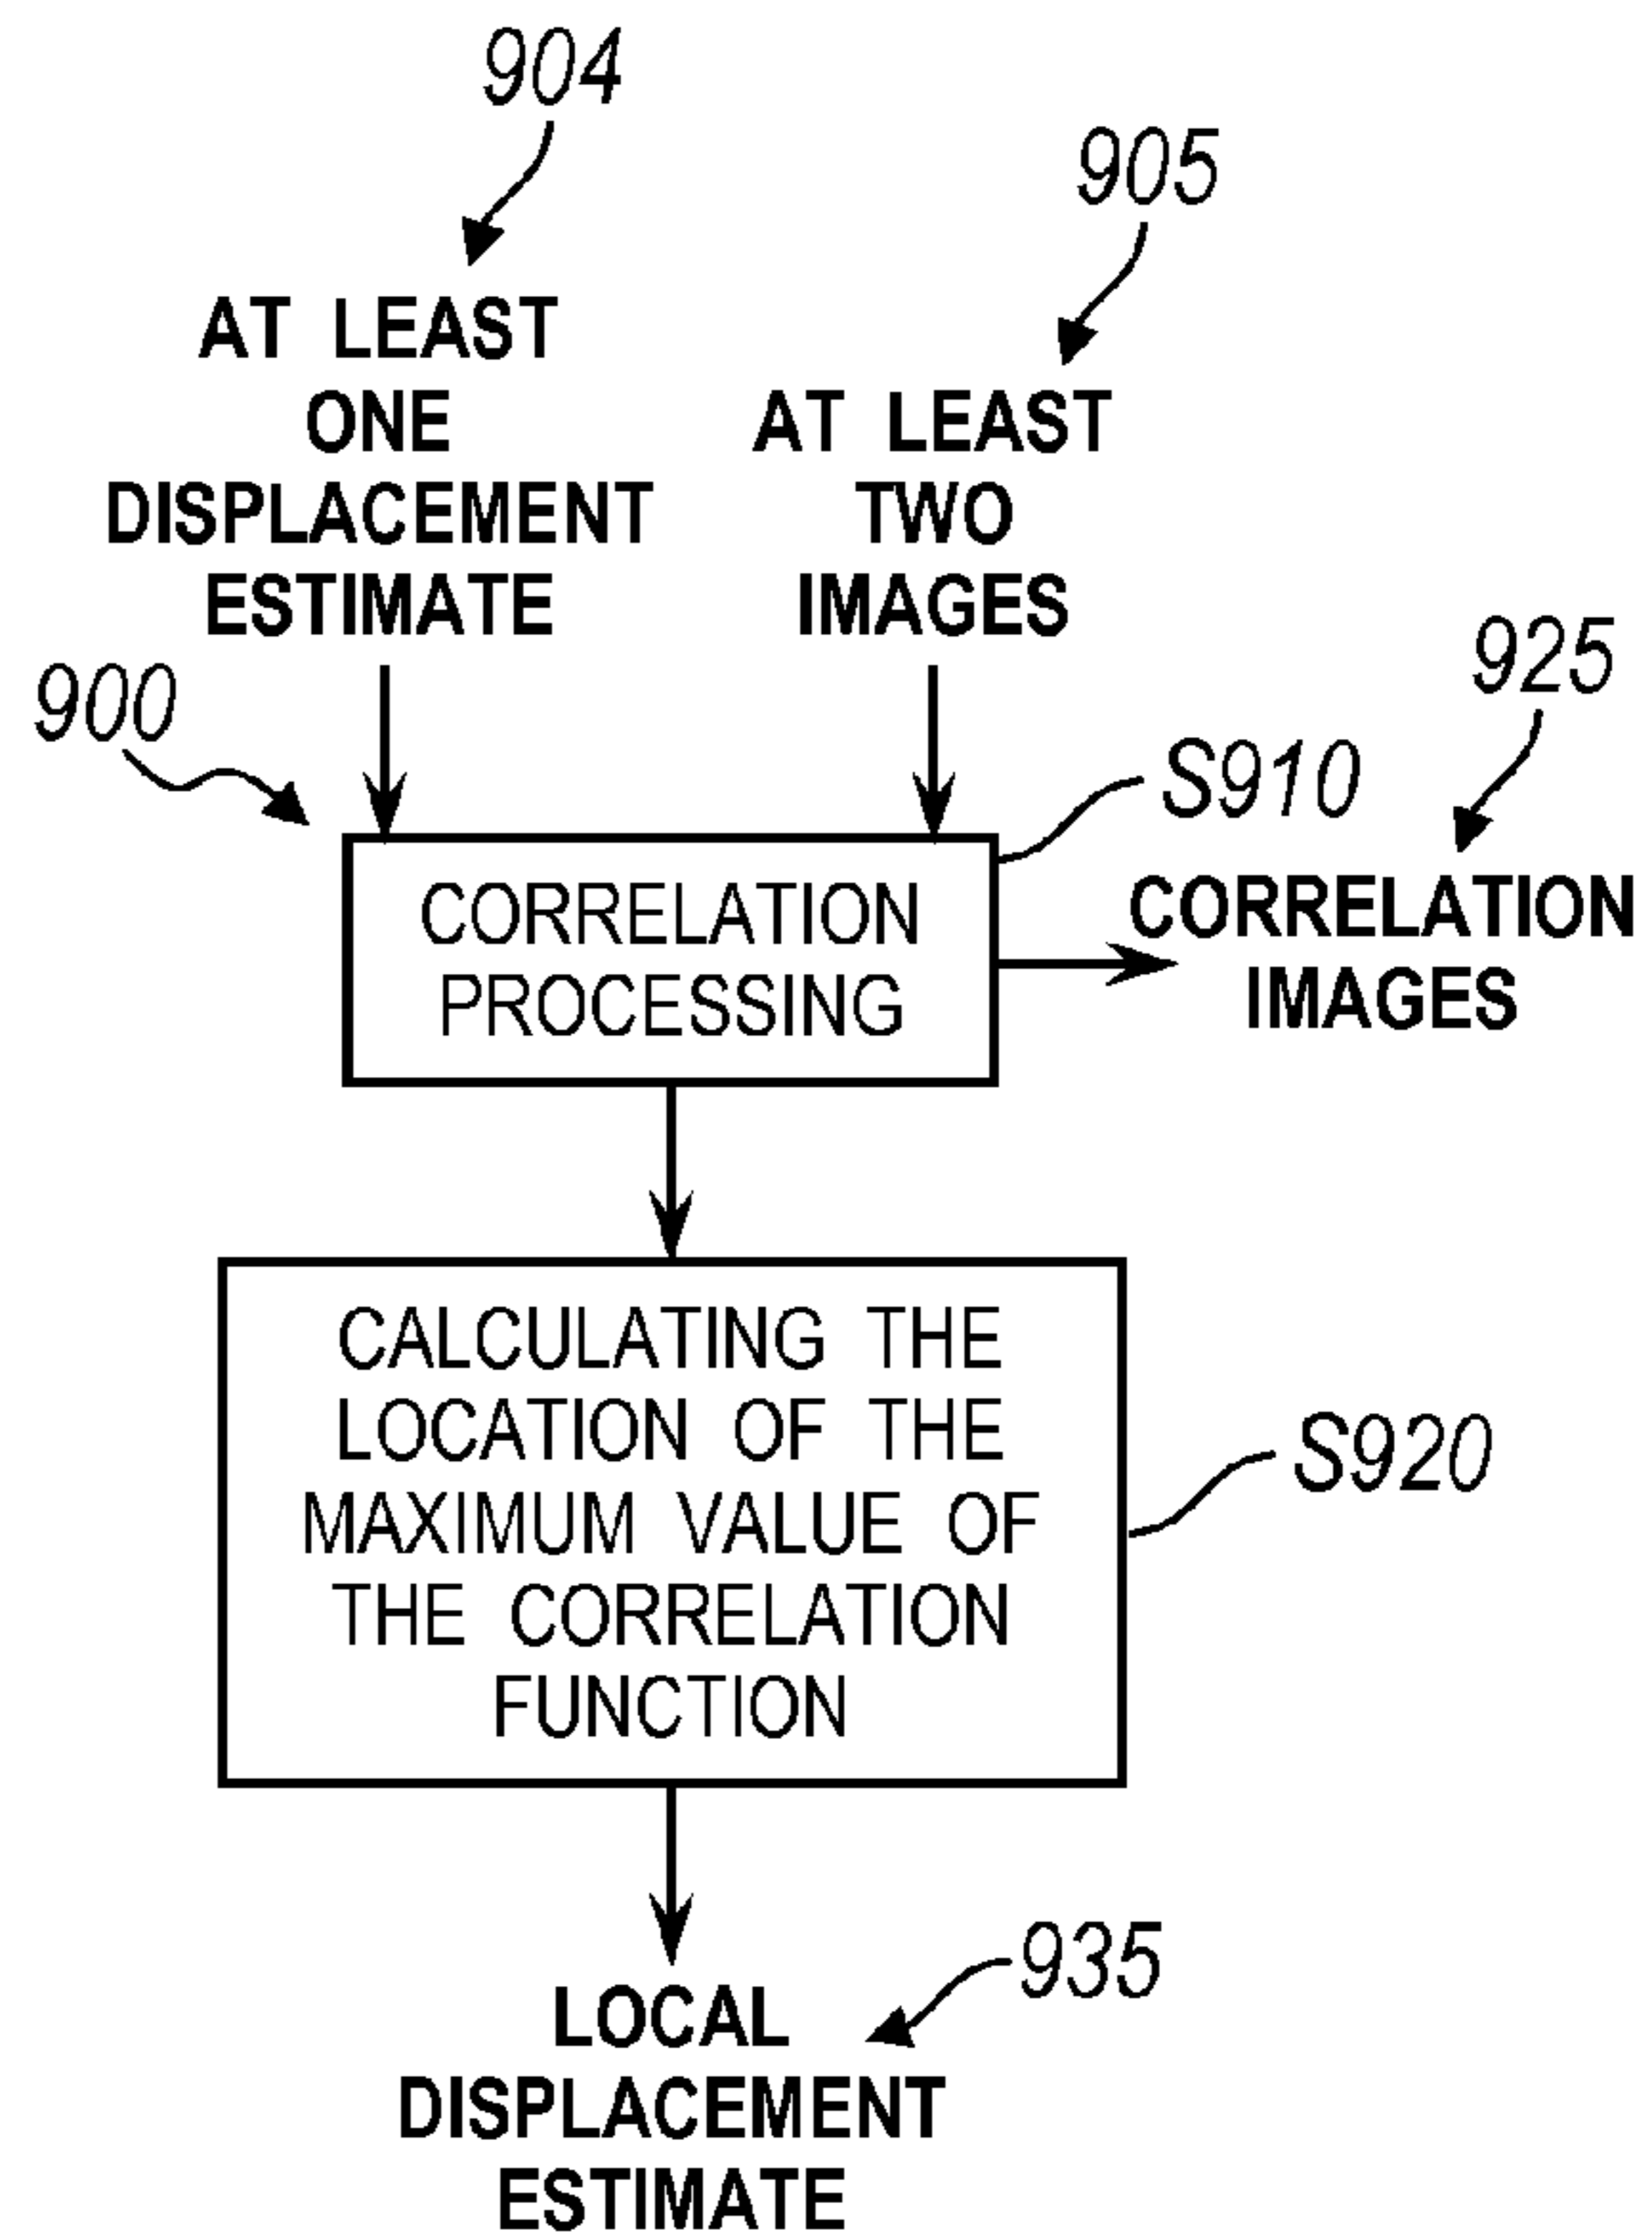 904
905
AT LEAST
ONE
DISPLACEMENT
ESTIMATE
AT LEAST
TWO
IMAGES
900
925
S910
CORRELATION
PROCESSING
CORRELATION
IMAGES
CALCULATING THE
LOCATION OF THE
MAXIMUM VALUE OF
THE CORRELATION
FUNCTION
S920
935
LOCAL
DISPLACEMENT
ESTIMATE